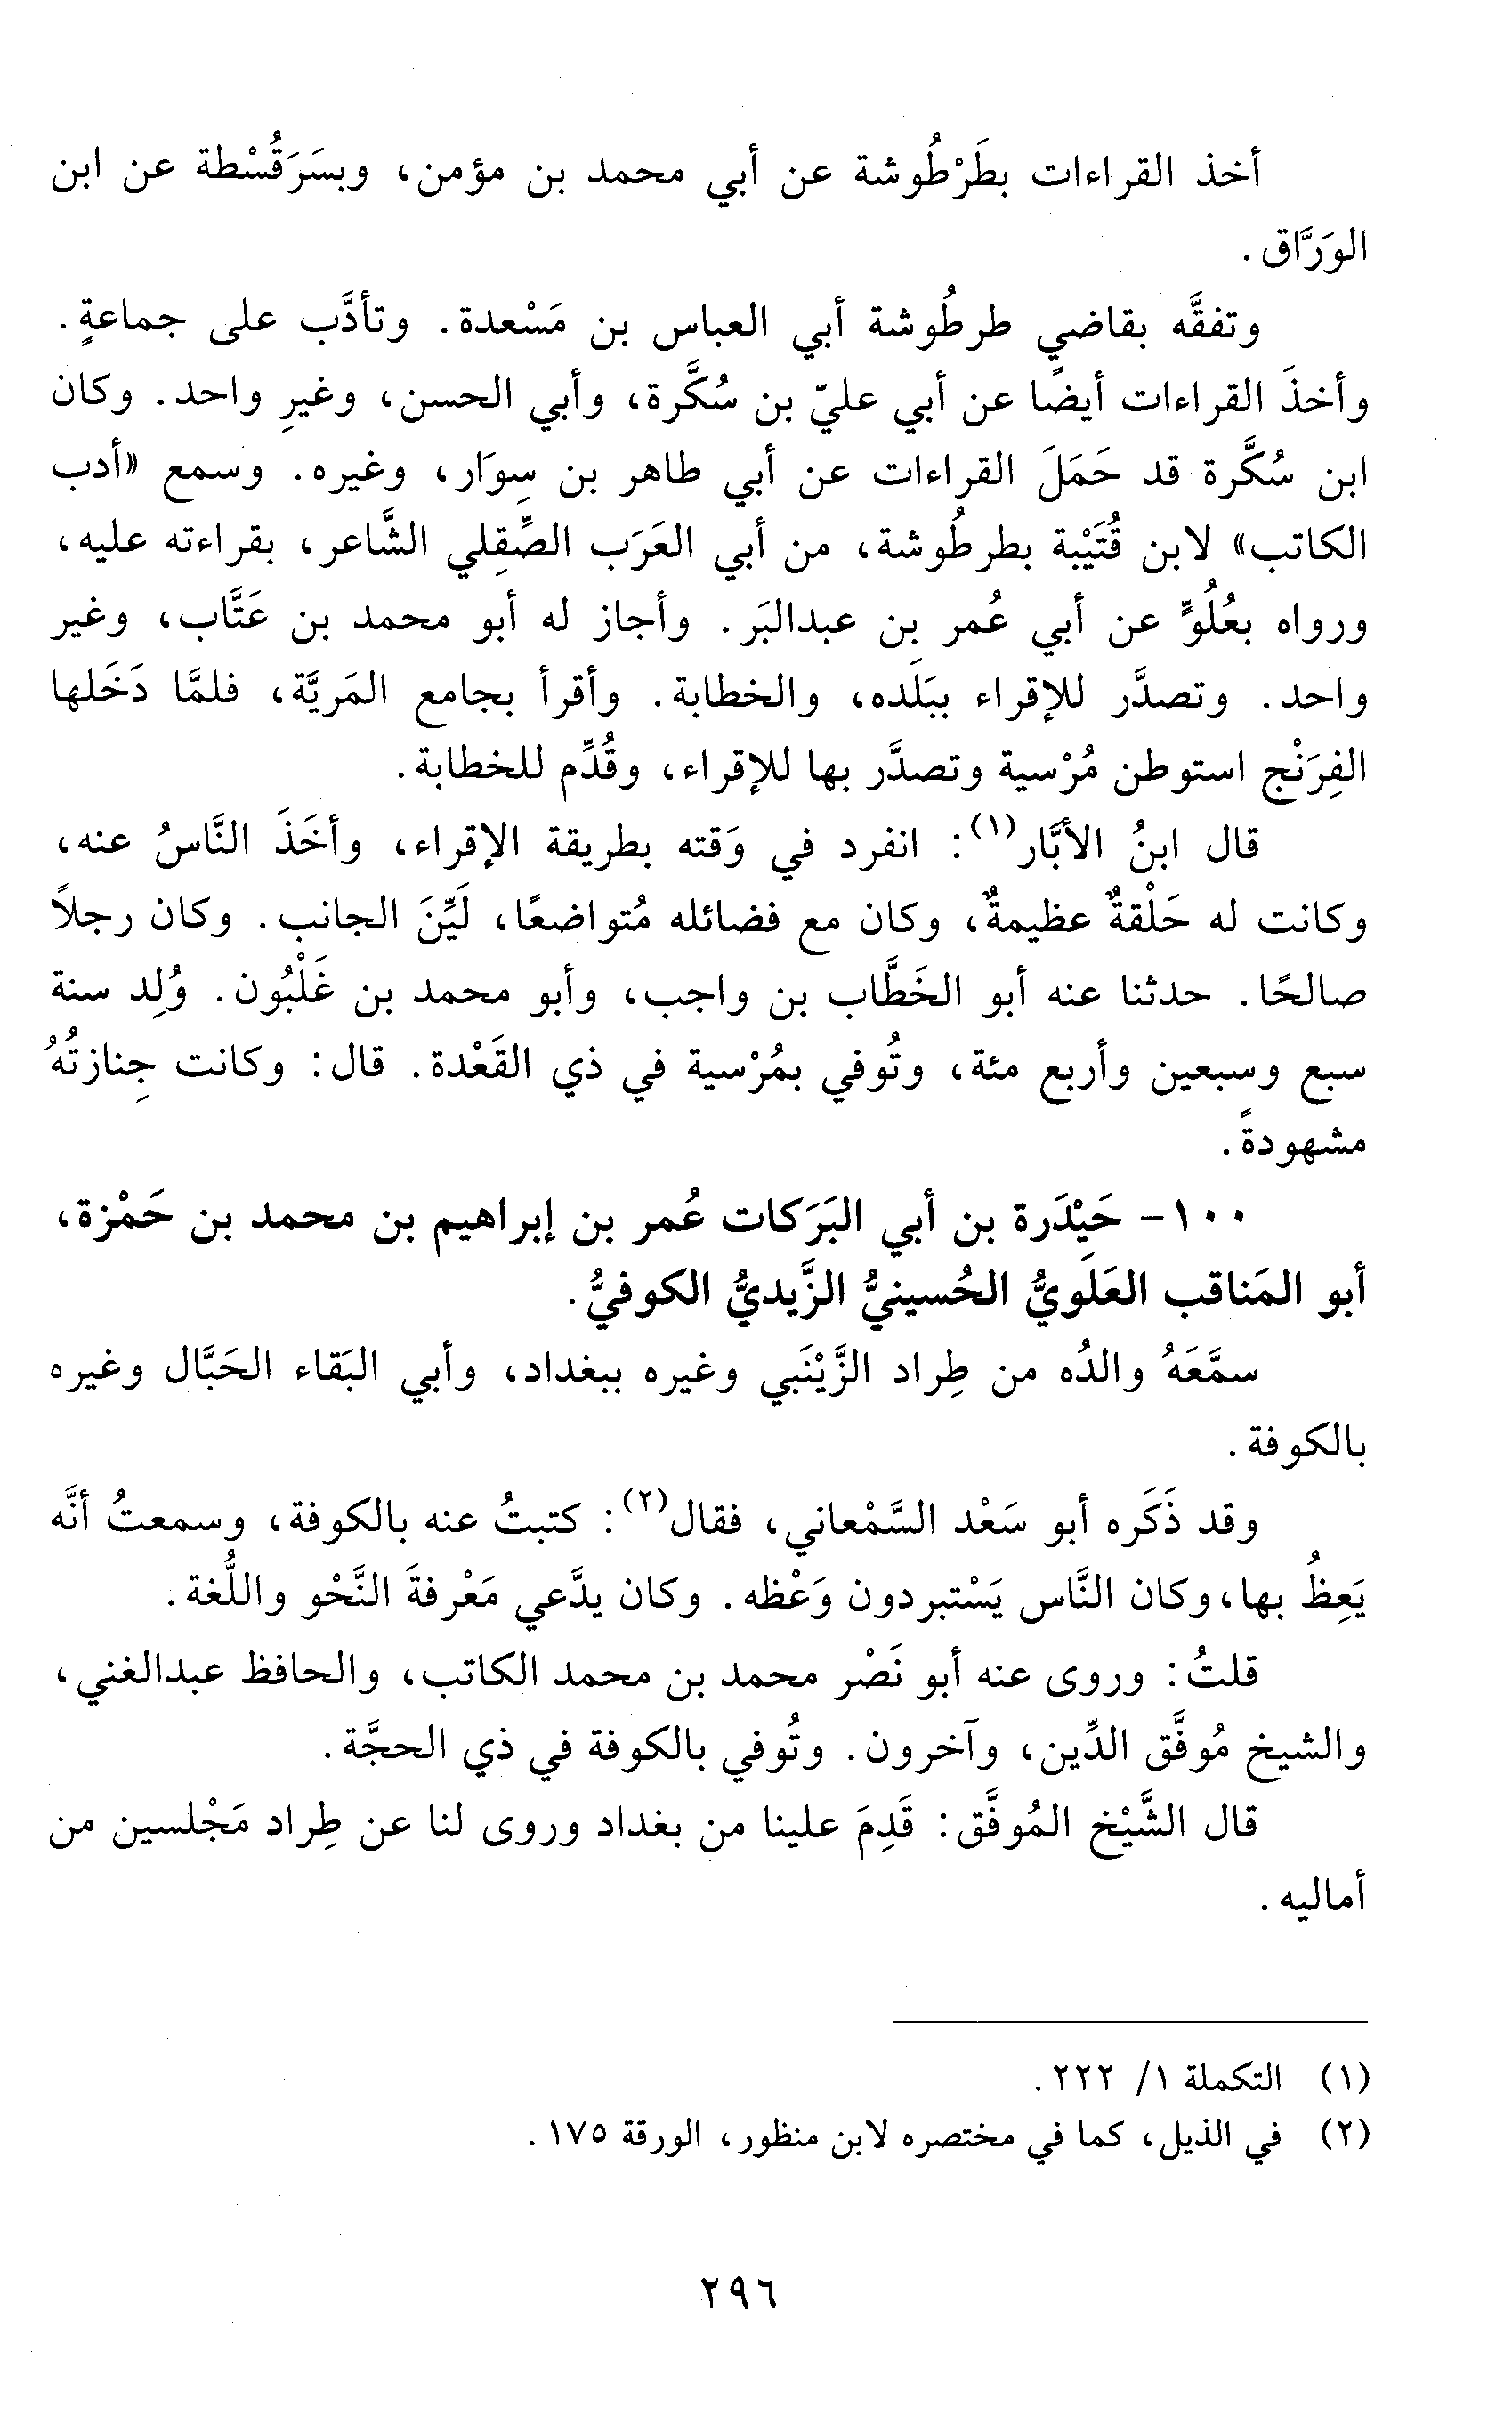 أخذ القراءات بطَرْطُوشة عن أبي محمد بن مؤمن، وبسَرَقُسْطة عن ابن
الورَّاق.
وتفقَّه بقاضي طرطُوشة أبي العباس بن مَسْعدة. وتأدَّب على جماعةٍ.
وأخذَ القراءات أيضًا عن أبي عليّ بن سُكَّرة، وأبي الحسن، وغيرِ واحد. وكان
ابن سُكَّرة قد حَمَلَ القراءات عن أبي طاهر بن سِوَار، وغيره. وسمع «أدب
الكاتب» لابن قُتَيْبة بطرطُوشة، من أبي العَرَب الصِّقِلي الشَّاعر، بقراءته عليه،
ورواه بعُلُوٍّ عن أبي عُمر بن عبدالبَر. وأجاز له أبو محمد بن عَتَّاب، وغير
واحد. وتصدَّر للإقراء ببَلَده، والخطابة. وأقرأ بجامع المَريَّة، فلمَّا دَخَلها
الفِرَنْج استوطن مُرْسية وتصدَّر بها للإقراء، وقُدِّم للخطابة.
قال ابنُ الأبَّار(١): انفرد في وَقته بطريقة الإقراء، وأخَذَ النَّاسُ عنه،
وكانت له حَلْقةٌ عظيمةٌ، وكان مع فضائله مُتواضعًا، لَيِّنَ الجانب. وكان رجلاً
صالحًا. حدثنا عنه أبو الخَطَّاب بن واجب، وأبو محمد بن غَلْبُون. وُلِد سنة
سبع وسبعين وأربع مئة، وتُوفي بمُرْسية في ذي القَعْدة. قال: وكانت جِنازتُهُ
مشهودةً.
١٠٠- حَيْدَرة بن أبي البَرَكات عُمر بن إبراهيم بن محمد بن حَمْزة،
أبو المَناقب العَلَويُّ الحُسينيُّ الزَّيديُّ الكوفيُّ.
سمَّعَهُ والدُه من طِراد الزَّيْنَبي وغيره ببغداد، وأبي البَقاء الحَبَّال وغيره
بالكوفة.
وقد ذَكَره أبو سَعْد السَّمْعاني، فقال(٢): كتبتُ عنه بالكوفة، وسمعتُ أنَّه
يَعِظُ بها، وكان النَّاس يَسْتبردون وَعْظه. وكان يدَّعي مَعْرفةَ النَّحْو واللُّغة.
قلتُ: وروى عنه أبو نَصْر محمد بن محمد الكاتب، والحافظ عبدالغني،
والشيخ مُوفَّق الدِّين، وآخرون. وتُوفي بالكوفة في ذي الحجَّة.
قال الشَّيْخ المُوفَّق: قَدِمَ علينا من بغداد وروى لنا عن طِراد مَجْلسين من
أماليه.
(١) التكملة ١/ ٢٢٢.
(٢) في الذيل، كما في مختصره لابن منظور، الورقة ١٧٥.
٢٩٦